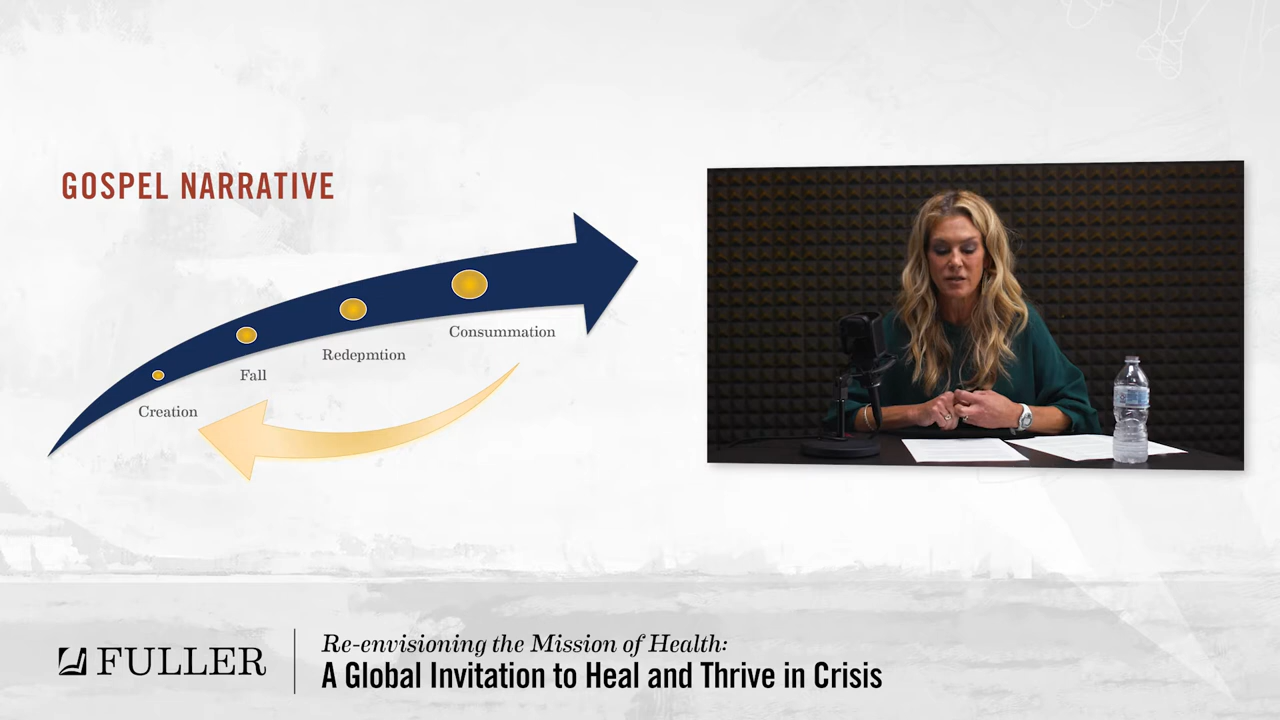 GOSPEL NARRATIVE
Creation
Fall
Redepmtion
Consummation
FULLER
Re-envisioning the Mission of Health:
A Global Invitation to Heal and Thrive in Crisis